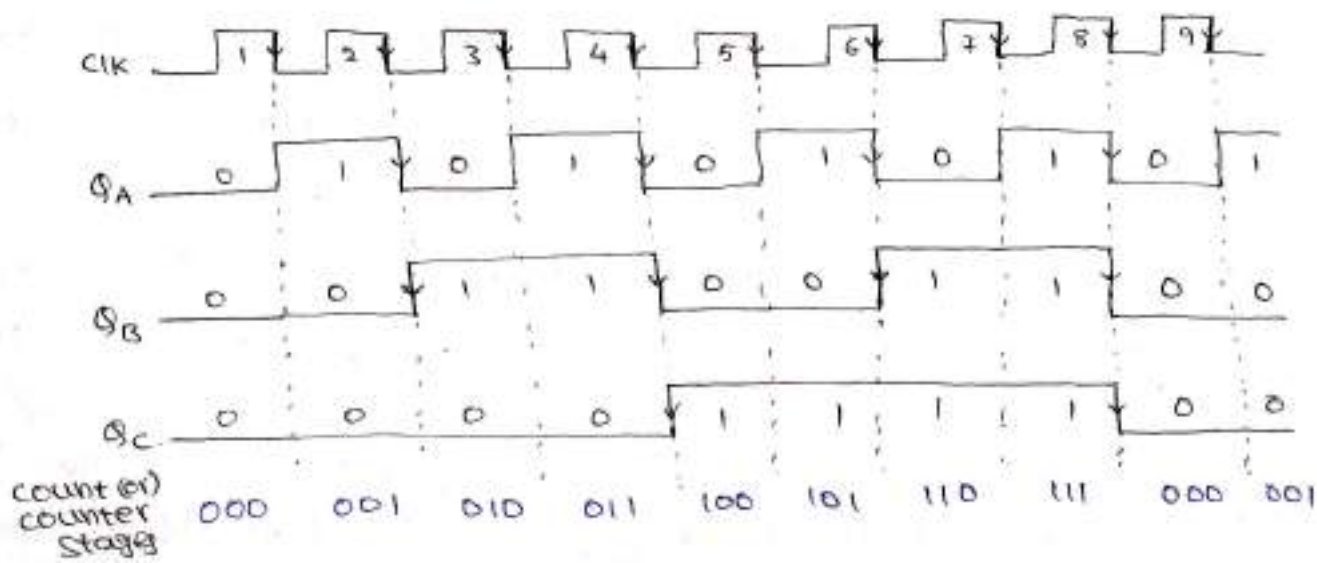 CIK 1 2 3 4 5 6 7 8 9
QA 0 1 0 1 0 1 0 1 0 1
QB 0 0 1 1 0 0 1 1 0 0
QC 0 0 0 0 1 1 1 1 0 0
count (or)
counter 000 001 010 011 100 101 110 111 000 001
stage